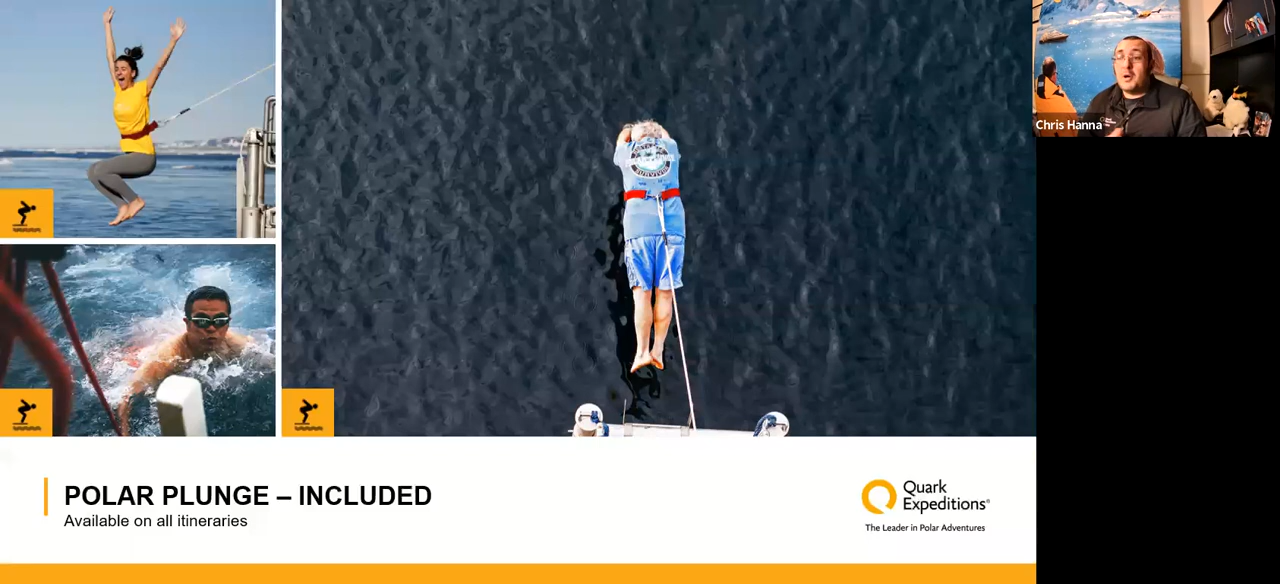 Chris Hanna
POLAR PLUNGE – INCLUDED
Available on all itineraries
Quark
Expeditions®
The Leader in Polar Adventures